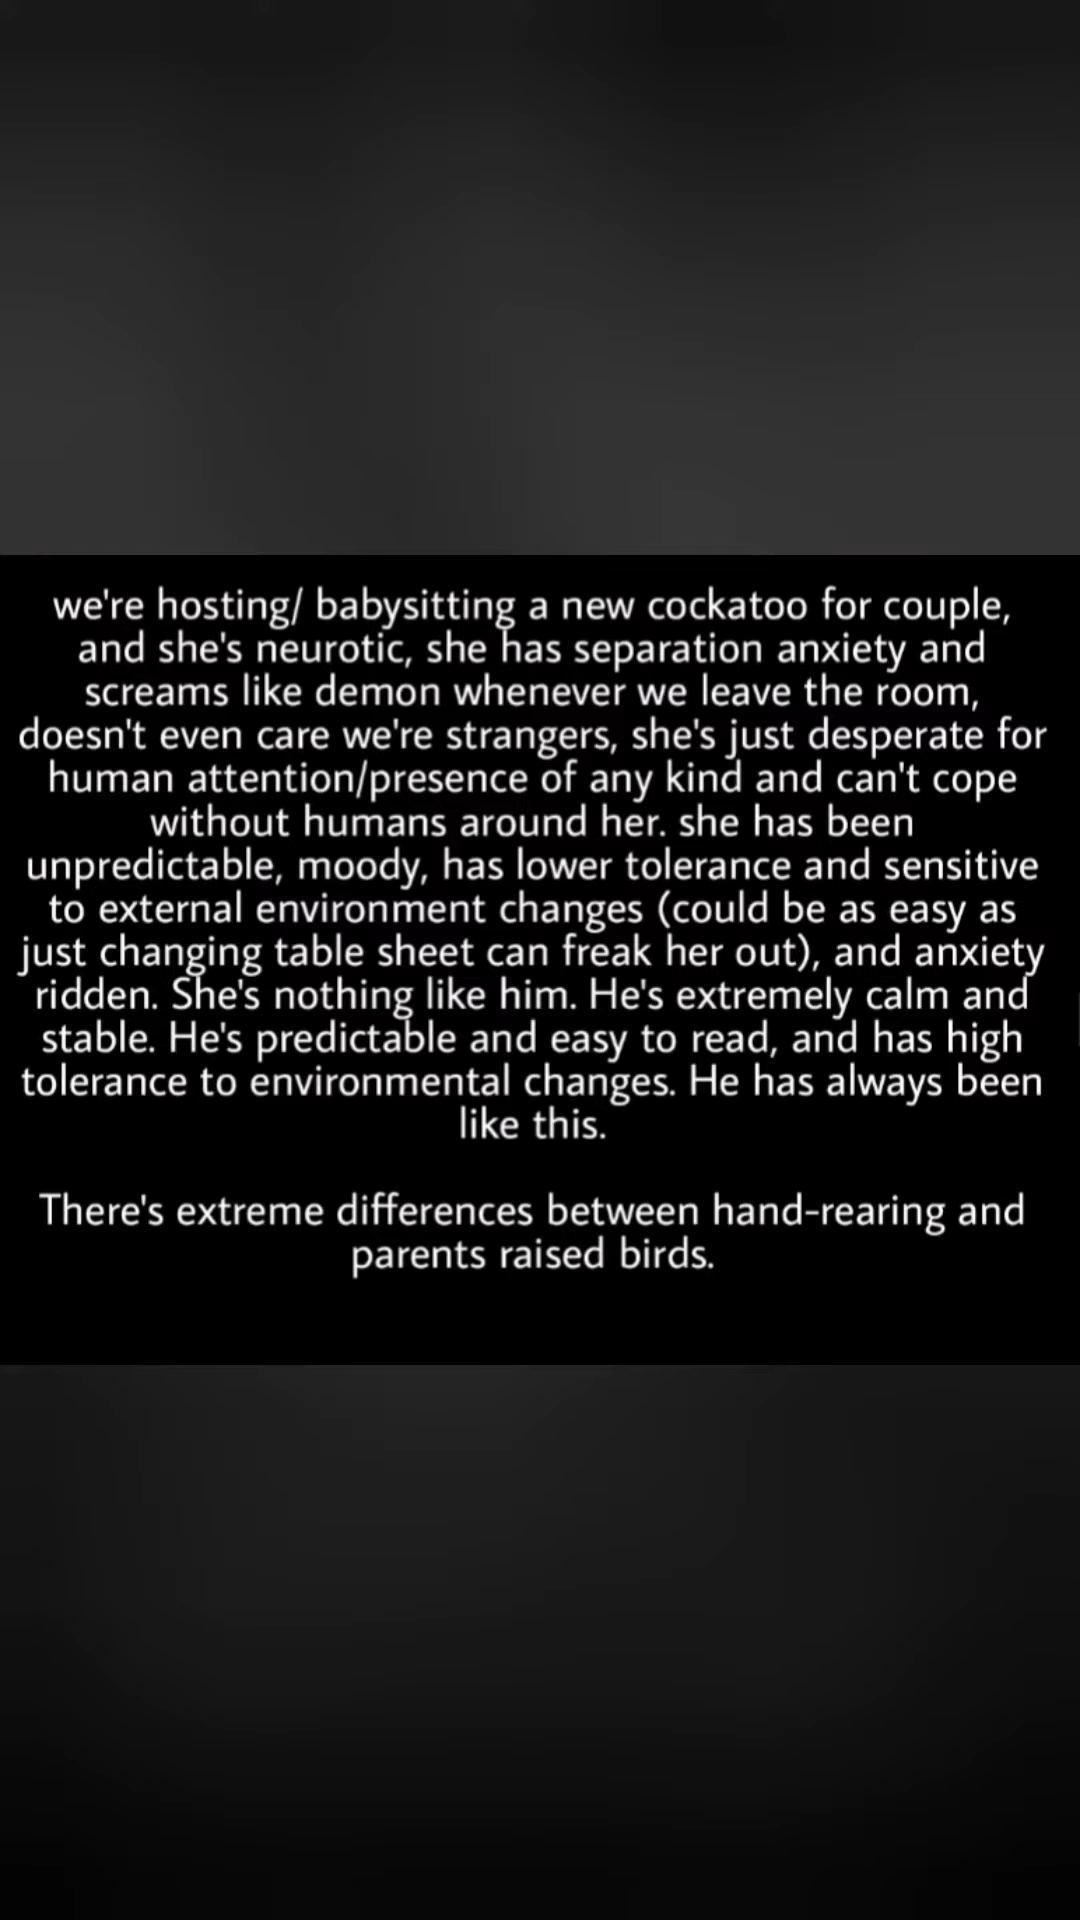 we're hosting/ babysitting a new cockatoo for couple,
and she's neurotic, she has separation anxiety and
screams like demon whenever we leave the room,
doesn't even care we're strangers, she's just desperate for
human attention/presence of any kind and can't cope
without humans around her. she has been
unpredictable, moody, has lower tolerance and sensitive
to external environment changes (could be as easy as
just changing table sheet can freak her out), and anxiety
ridden. She's nothing like him. He's extremely calm and
stable. He's predictable and easy to read, and has high
tolerance to environmental changes. He has always been
like this.
There's extreme differences between hand-rearing and
parents raised birds.